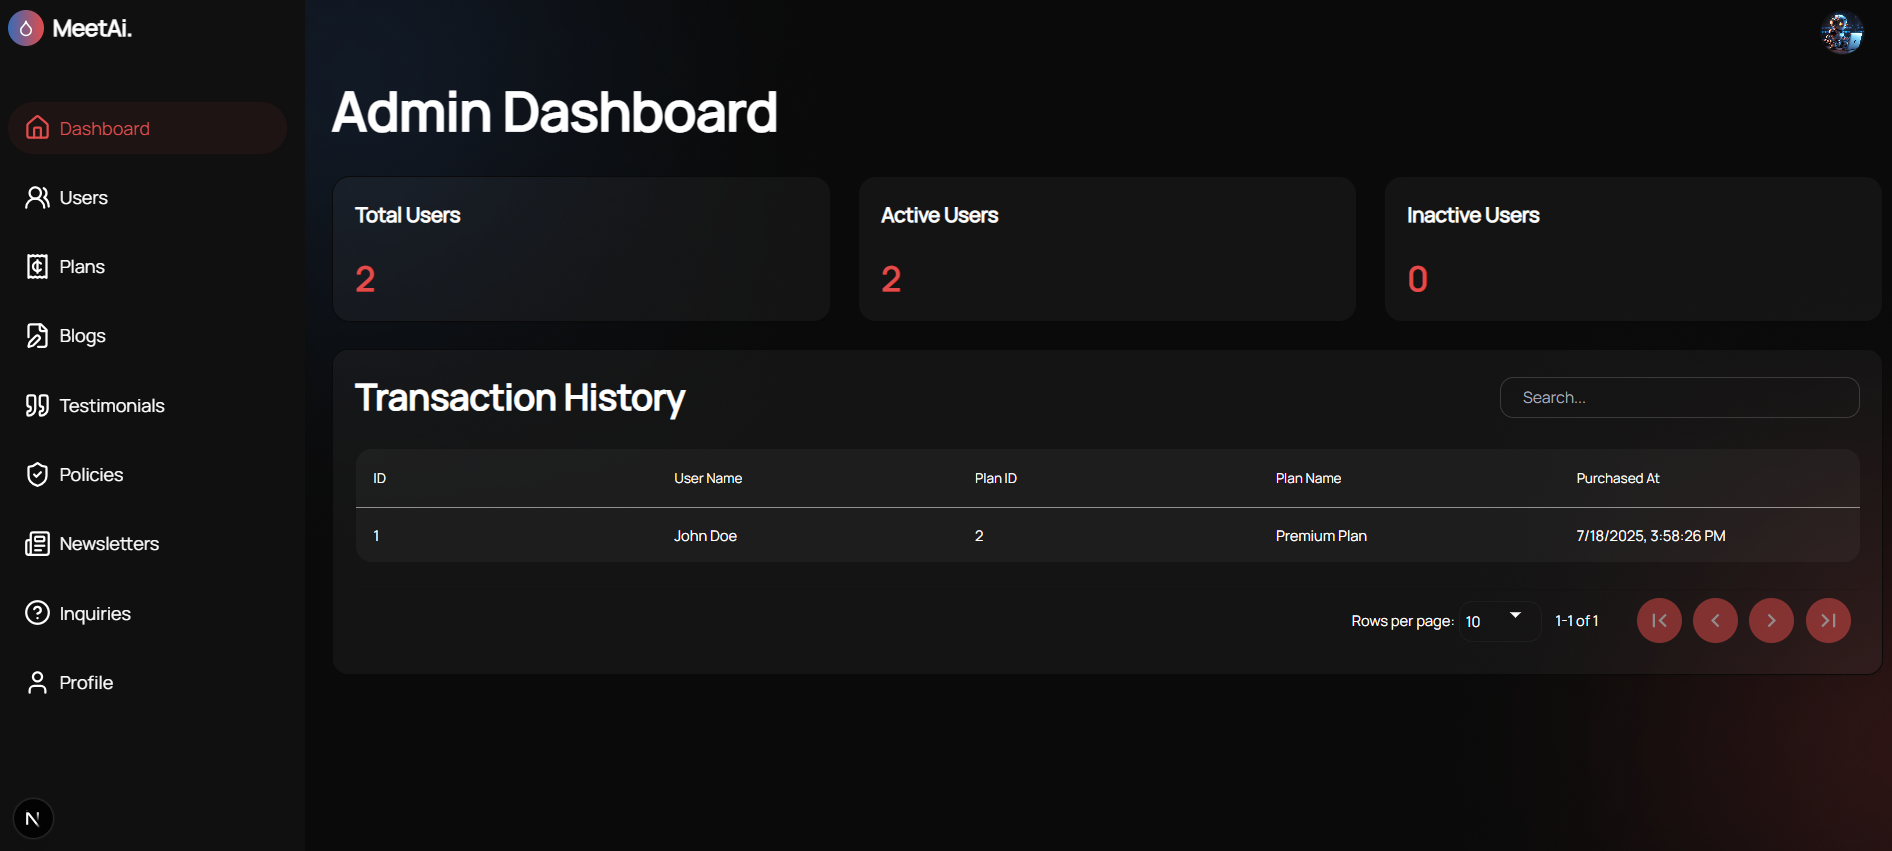 MeetAi.
Dashboard
Users
Plans
Blogs
Testimonials
Policies
Newsletters
Inquiries
Profile
N
Admin Dashboard
Total Users
2
Active Users
2
Inactive Users
0
Transaction History
Search...
ID User Name Plan ID Plan Name Purchased At
1 John Doe 2 Premium Plan 7/18/2025, 3:58:26 PM
Rows per page: 10 1-1 of 1